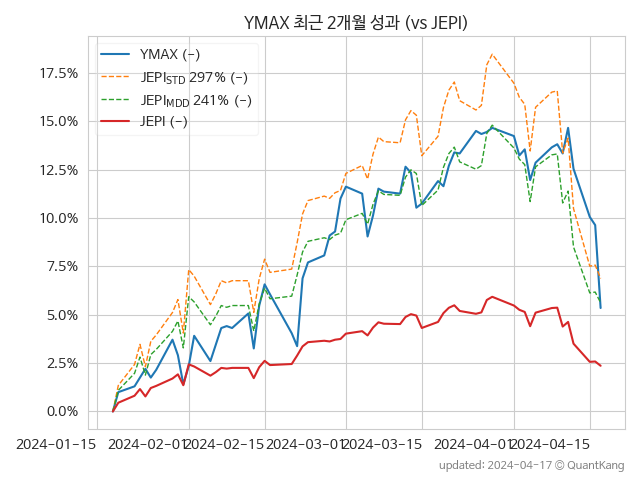 YMAX 최근 2개월 성과 (vs JEPI)
YMAX (-)
JEPI_STD 297% (-)
JEPI_MDD 241% (-)
JEPI (-)
17.5%
15.0%
12.5%
10.0%
7.5%
5.0%
2.5%
0.0%
2024-01-15 2024-02-01 2024-02-15 2024-03-01 2024-03-15 2024-04-01 2024-04-15
updated: 2024-04-17 © QuantKang